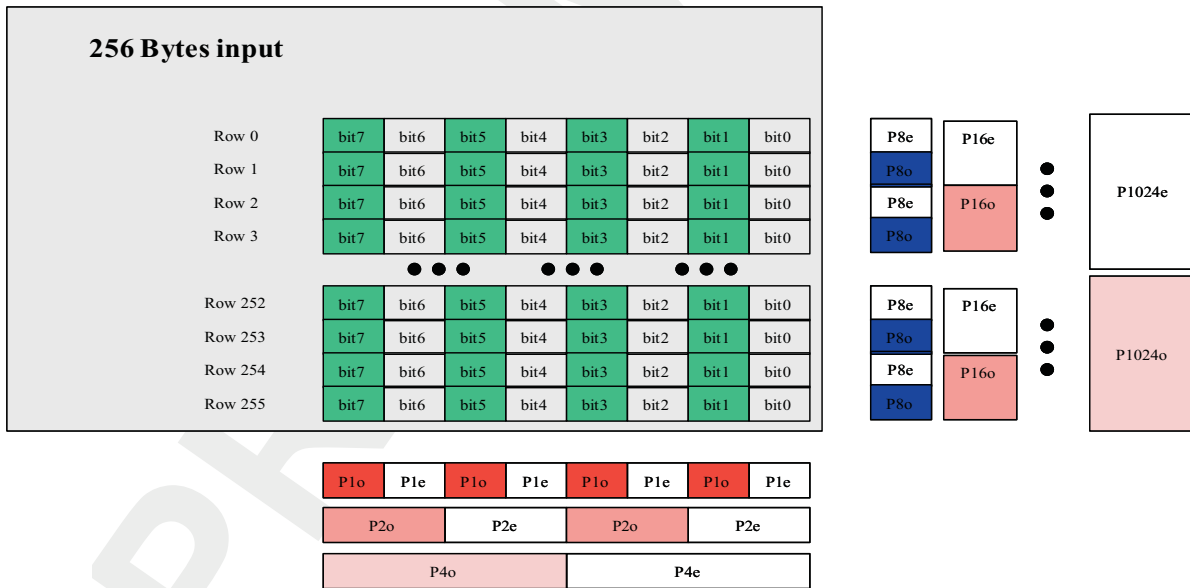 256 Bytes input
Row 0 bit7 bit6 bit5 bit4 bit3 bit2 bit1 bit0 P8e P16e
Row 1 bit7 bit6 bit5 bit4 bit3 bit2 bit1 bit0 P8o
P1024e
Row 2 bit7 bit6 bit5 bit4 bit3 bit2 bit1 bit0 P8e P16o
Row 3 bit7 bit6 bit5 bit4 bit3 bit2 bit1 bit0 P8o
Row 252 bit7 bit6 bit5 bit4 bit3 bit2 bit1 bit0 P8e P16e
Row 253 bit7 bit6 bit5 bit4 bit3 bit2 bit1 bit0 P8o
P1024o
Row 254 bit7 bit6 bit5 bit4 bit3 bit2 bit1 bit0 P8e P16o
Row 255 bit7 bit6 bit5 bit4 bit3 bit2 bit1 bit0 P8o
P1o P1e P1o P1e P1o P1e P1o P1e
P2o P2e P2o P2e
P4o P4e